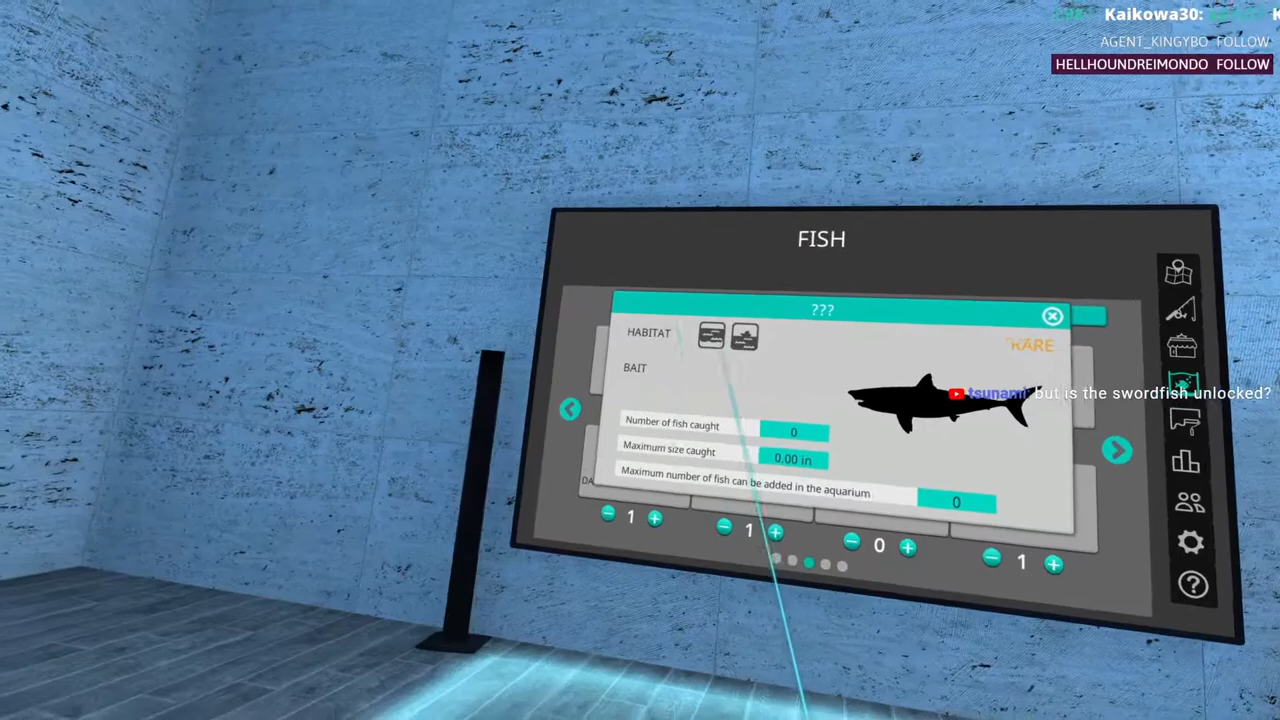 Kaikowa30:
AGENT_KINGYBO FOLLOW
HELLHOUNDREIMONDO FOLLOW
FISH
???
HABITAT
RARE
BAIT
tsunami but is the swordfish unlocked?
Number of fish caught 0
Maximum size caught 0.00 in
Maximum number of fish can be added in the aquarium 0
DA
1 1 0 1